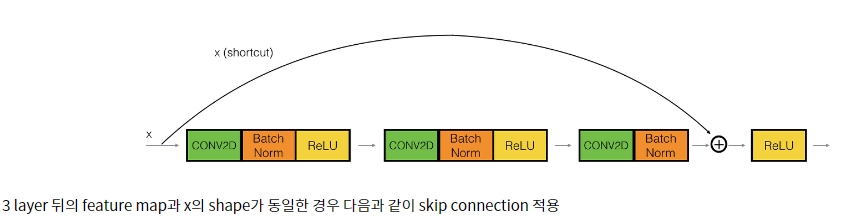 x (shortcut)
x
CONV2D Batch Norm ReLU CONV2D Batch Norm ReLU CONV2D Batch Norm + ReLU
3 layer 뒤의 feature map과 x의 shape가 동일한 경우 다음과 같이 skip connection 적용